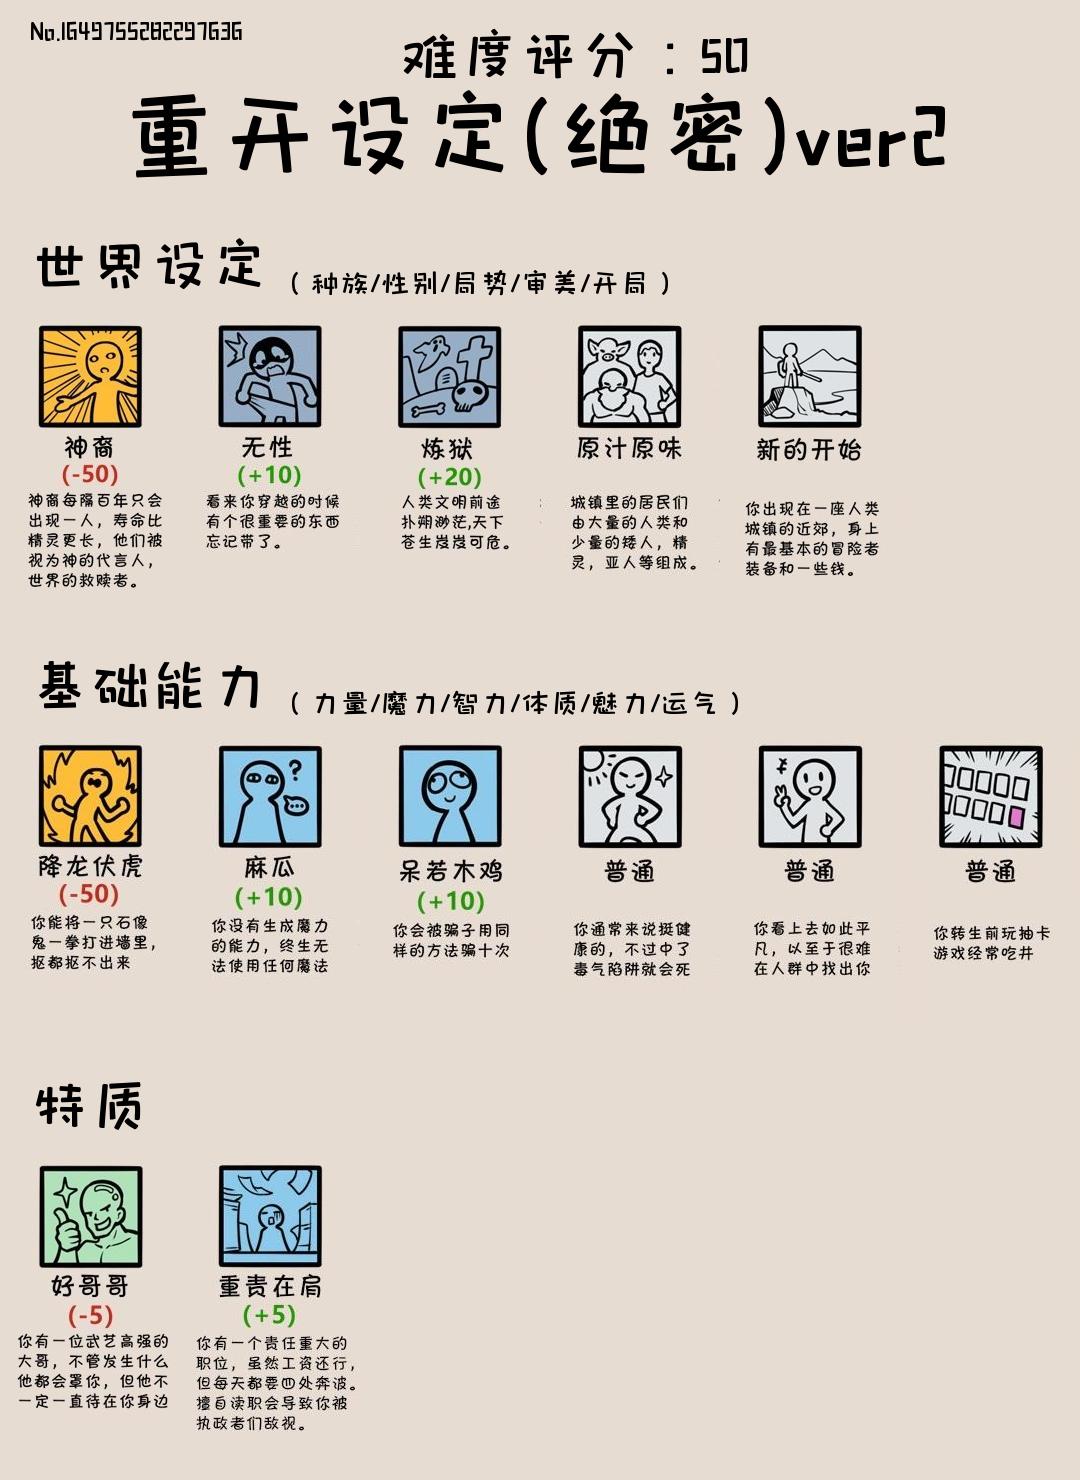 No.1649755282297636
难度评分：50
重开设定(绝密)ver2
世界设定（种族/性别/局势/审美/开局）
神裔
(-50)
神裔每隔百年只会
出现一人，寿命比
精灵更长，他们被
视为神的代言人，
世界的救赎者。
无性
(+10)
看来你穿越的时候
有个很重要的东西
忘记带了。
炼狱
(+20)
人类文明前途
扑朔渺茫,天下
苍生岌岌可危。
原汁原味
城镇里的居民们
由大量的人类和
少量的矮人，精
灵，亚人等组成。
新的开始
你出现在一座人类
城镇的近郊，身上
有最基本的冒险者
装备和一些钱。
基础能力（力量/魔力/智力/体质/魅力/运气）
降龙伏虎
(-50)
你能将一只石像
鬼一拳打进墙里，
抠都抠不出来
麻瓜
(+10)
你没有生成魔力
的能力，终生无
法使用任何魔法
呆若木鸡
(+10)
你会被骗子用同
样的方法骗十次
普通
你通常来说挺健
康的，不过中了
毒气陷阱就会死
普通
你看上去如此平
凡，以至于很难
在人群中找出你
普通
你转生前玩抽卡
游戏经常吃井
特质
好哥哥
(-5)
你有一位武艺高强的
大哥，不管发生什么
他都会罩你，但他不
一定一直待在你身边
重责在肩
(+5)
你有一个责任重大的
职位，虽然工资还行，
但每天都要四处奔波。
擅自渎职会导致你被
执政者们敌视。